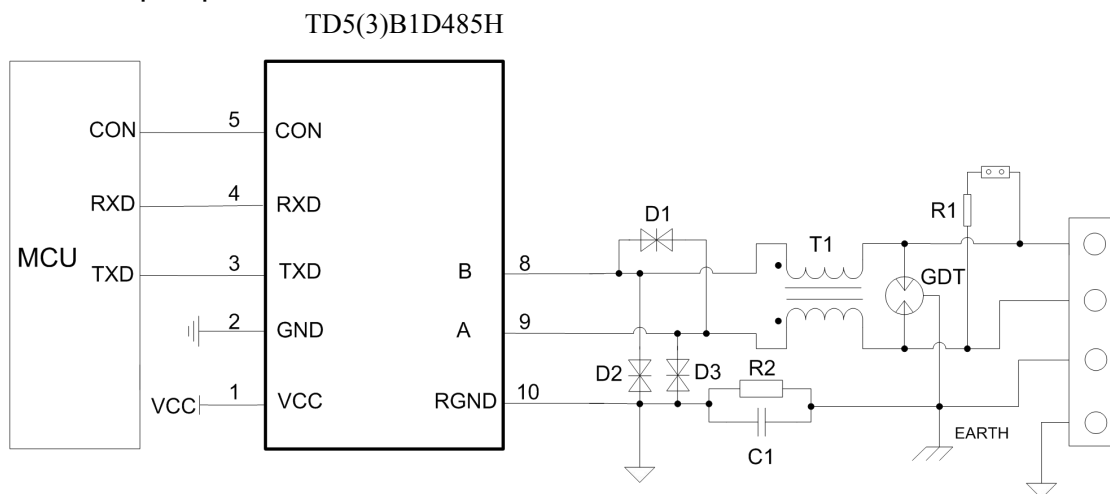 TD5(3)B1D485H
MCU
CON
RXD
TXD
5
4
3
2
1
VCC
CON
RXD
TXD
GND
VCC
B
A
RGND
8
9
10
D1
D2
D3
R2
C1
T1
GDT
R1
EARTH